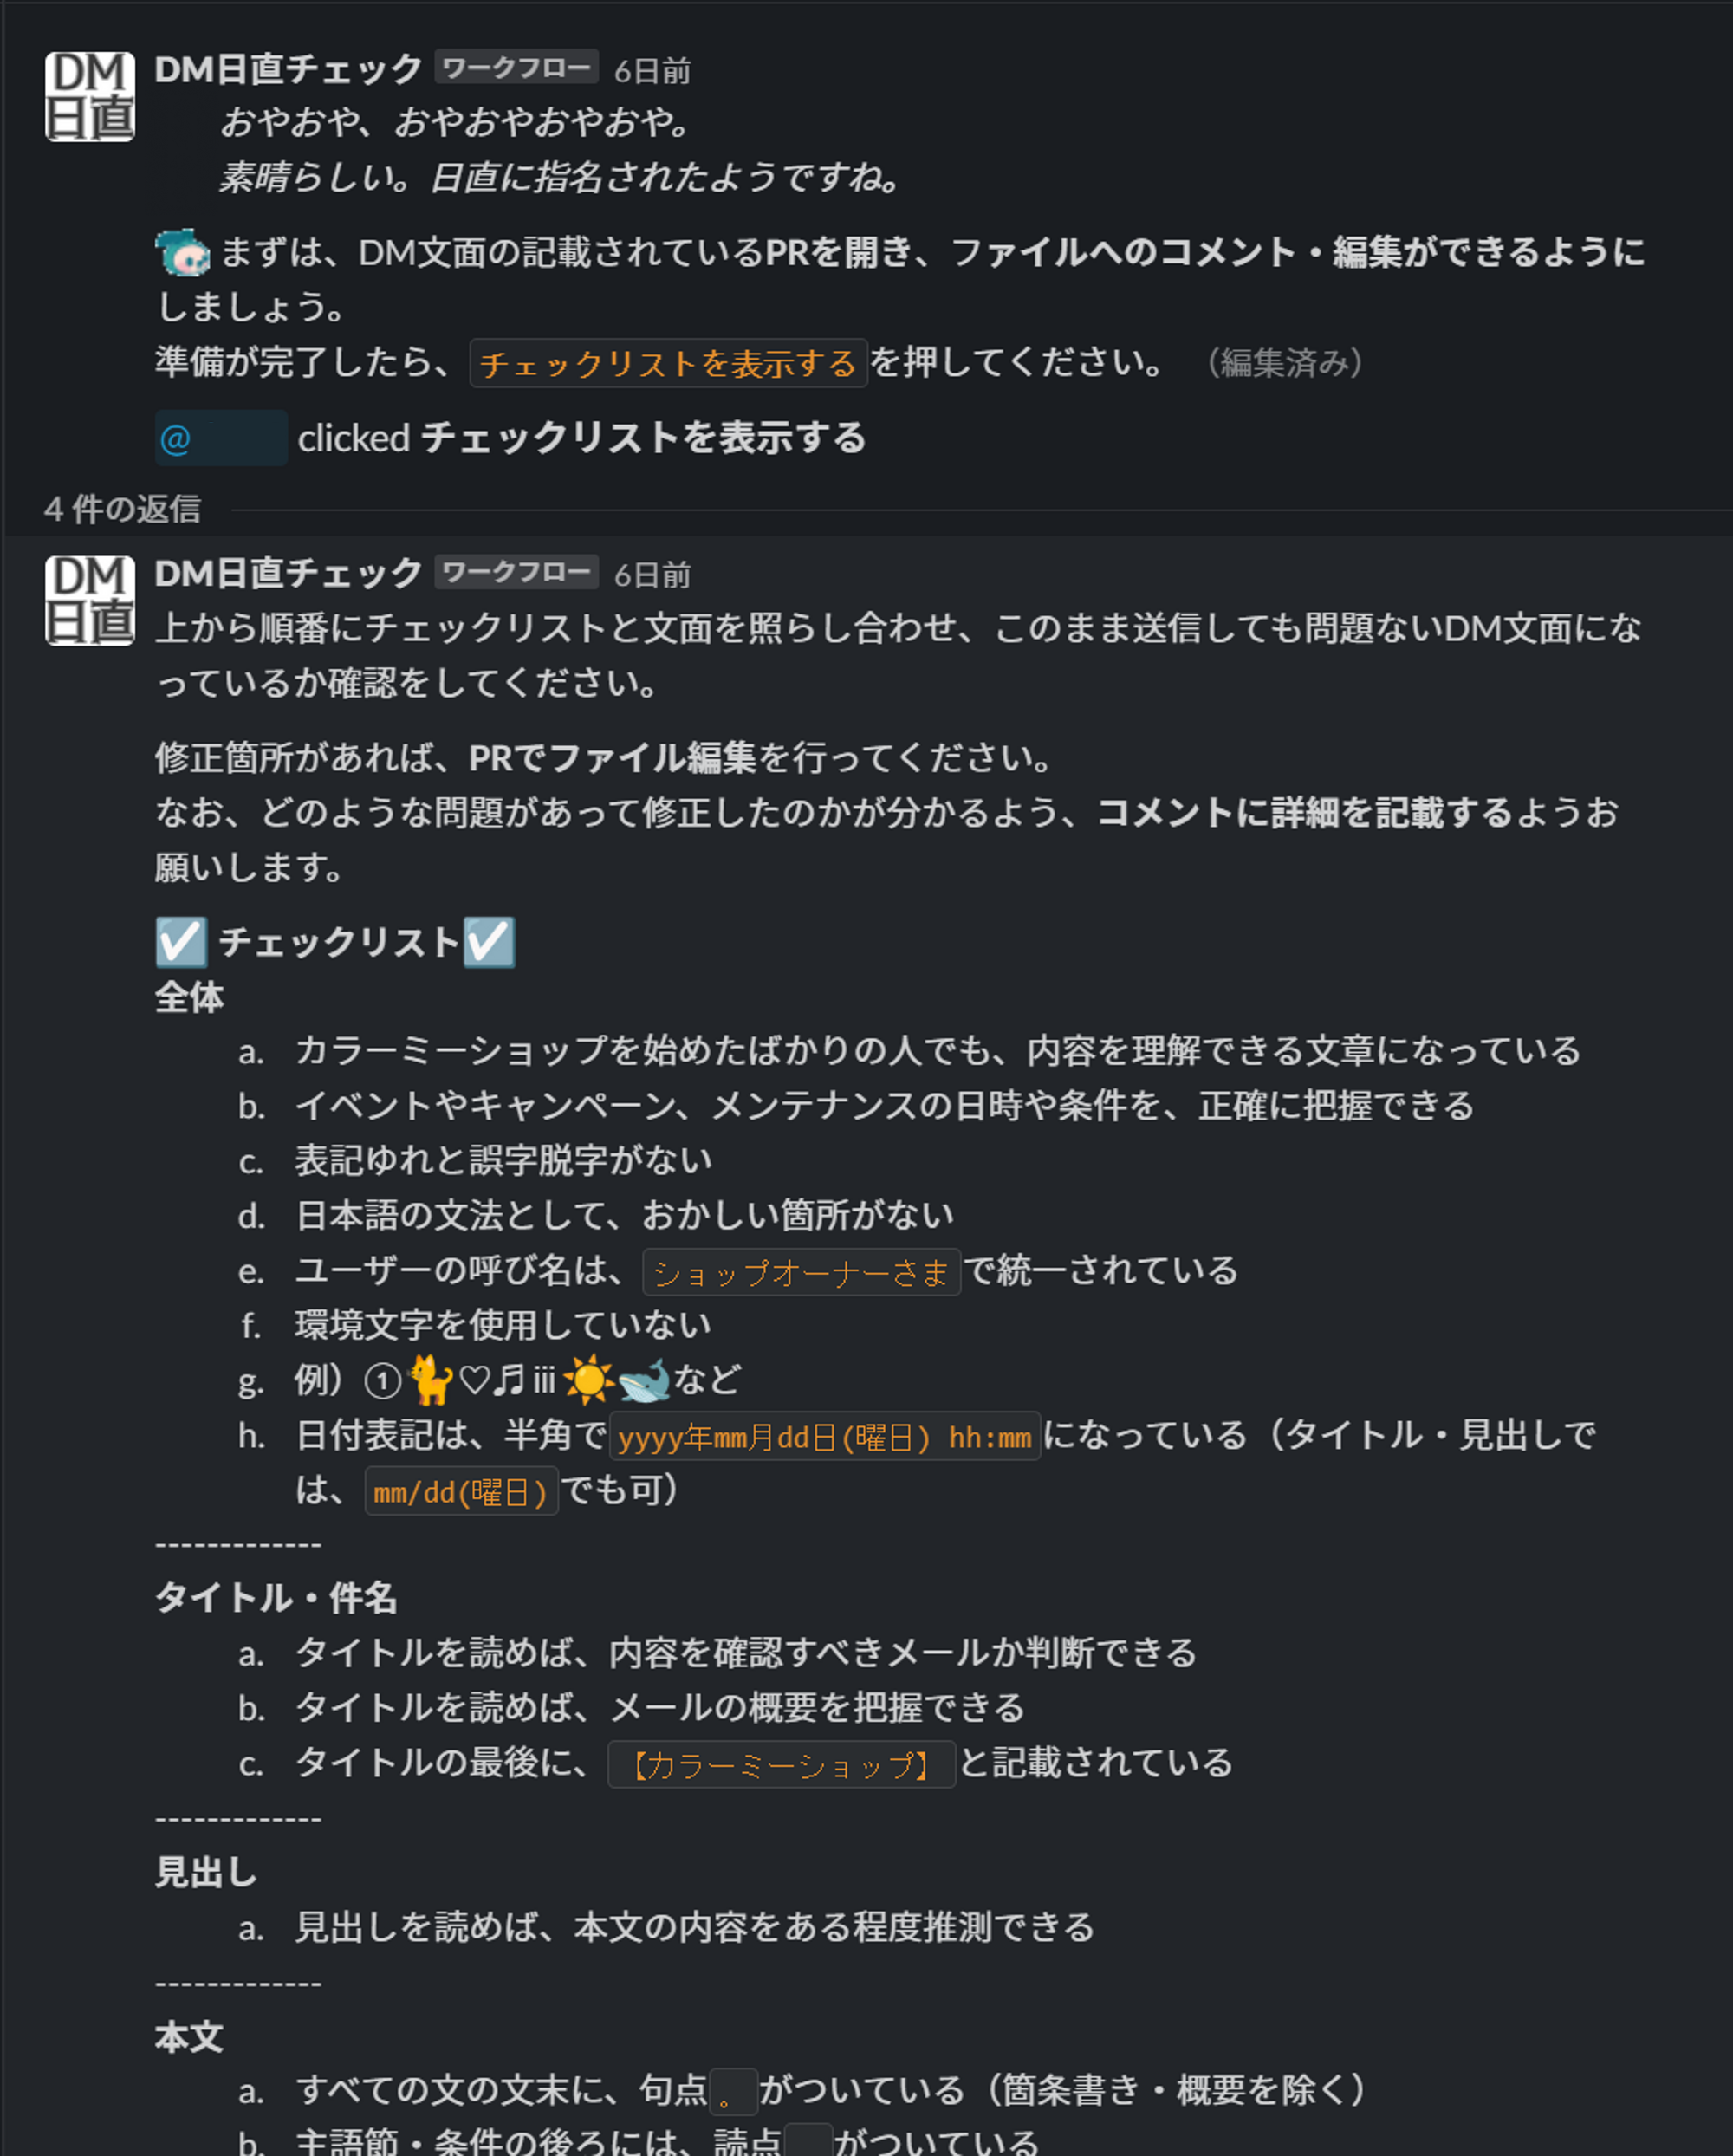 DM
日直
DM日直チェック ワークフロー 6日前
おやおや、おやおやおやおや。
素晴らしい。日直に指名されたようですね。
まずは、DM文面の記載されているPRを開き、ファイルへのコメント・編集ができるように
しましょう。
準備が完了したら、 チェックリストを表示する を押してください。 （編集済み）
@ clicked チェックリストを表示する
4 件の返信
DM
日直
DM日直チェック ワークフロー 6日前
上から順番にチェックリストと文面を照らし合わせ、このまま送信しても問題ないDM文面にな
っているか確認をしてください。
修正箇所があれば、PRでファイル編集を行ってください。
なお、どのような問題があって修正したのかが分かるよう、コメントに詳細を記載するようお
願いします。
☑️ チェックリスト☑️
全体
a. カラーミーショップを始めたばかりの人でも、内容を理解できる文章になっている
b. イベントやキャンペーン、メンテナンスの日時や条件を、正確に把握できる
c. 表記ゆれと誤字脱字がない
d. 日本語の文法として、おかしい箇所がない
e. ユーザーの呼び名は、 ショップオーナーさま で統一されている
f. 環境文字を使用していない
g. 例）①🐈♡♬ⅲ☀️🐳など
h. 日付表記は、半角で yyyy年mm月dd日(曜日) hh:mm になっている（タイトル・見出しで
は、 mm/dd(曜日) でも可）
-------------
タイトル・件名
a. タイトルを読めば、内容を確認すべきメールか判断できる
b. タイトルを読めば、メールの概要を把握できる
c. タイトルの最後に、 【カラーミーショップ】 と記載されている
-------------
見出し
a. 見出しを読めば、本文の内容をある程度推測できる
-------------
本文
a. すべての文の文末に、句点 。 がついている（箇条書き・概要を除く）
b. 主語節・条件の後ろには、読点 がついている